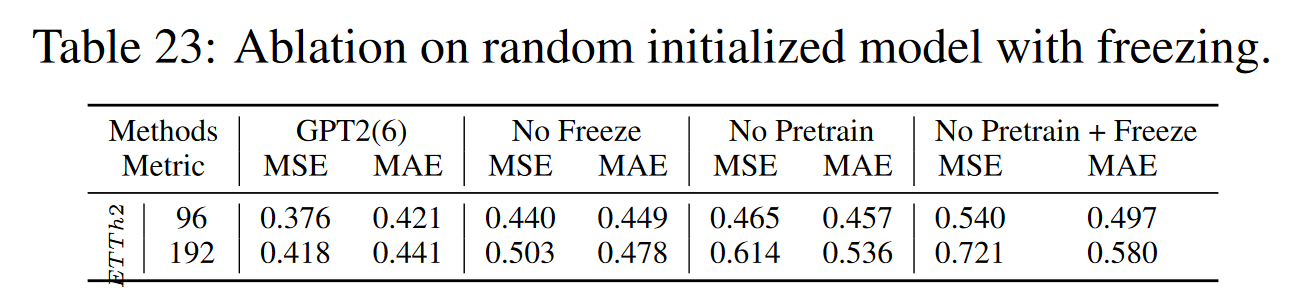 Table 23: Ablation on random initialized model with freezing.
Methods GPT2(6) No Freeze No Pretrain No Pretrain + Freeze
Metric MSE MAE MSE MAE MSE MAE MSE MAE
ETTh2
96 0.376 0.421 0.440 0.449 0.465 0.457 0.540 0.497
192 0.418 0.441 0.503 0.478 0.614 0.536 0.721 0.580